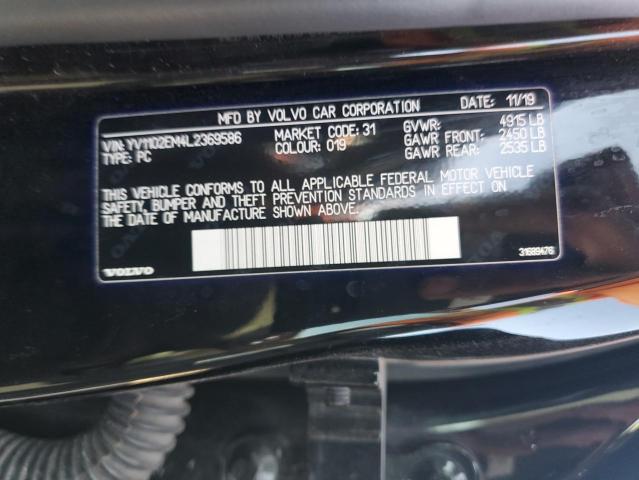 MFD BY VOLVO CAR CORPORATION DATE: 11/19
VIN: YV1102EM4L2369586 MARKET CODE: 31 GVWR: 4915 LB
TYPE: PC COLOUR: 019 GAWR FRONT: 2450 LB
GAWR REAR: 2535 LB
THIS VEHICLE CONFORMS TO ALL APPLICABLE FEDERAL MOTOR VEHICLE
SAFETY, BUMPER AND THEFT PREVENTION STANDARDS IN EFFECT ON
THE DATE OF MANUFACTURE SHOWN ABOVE.
31689476
VOLVO